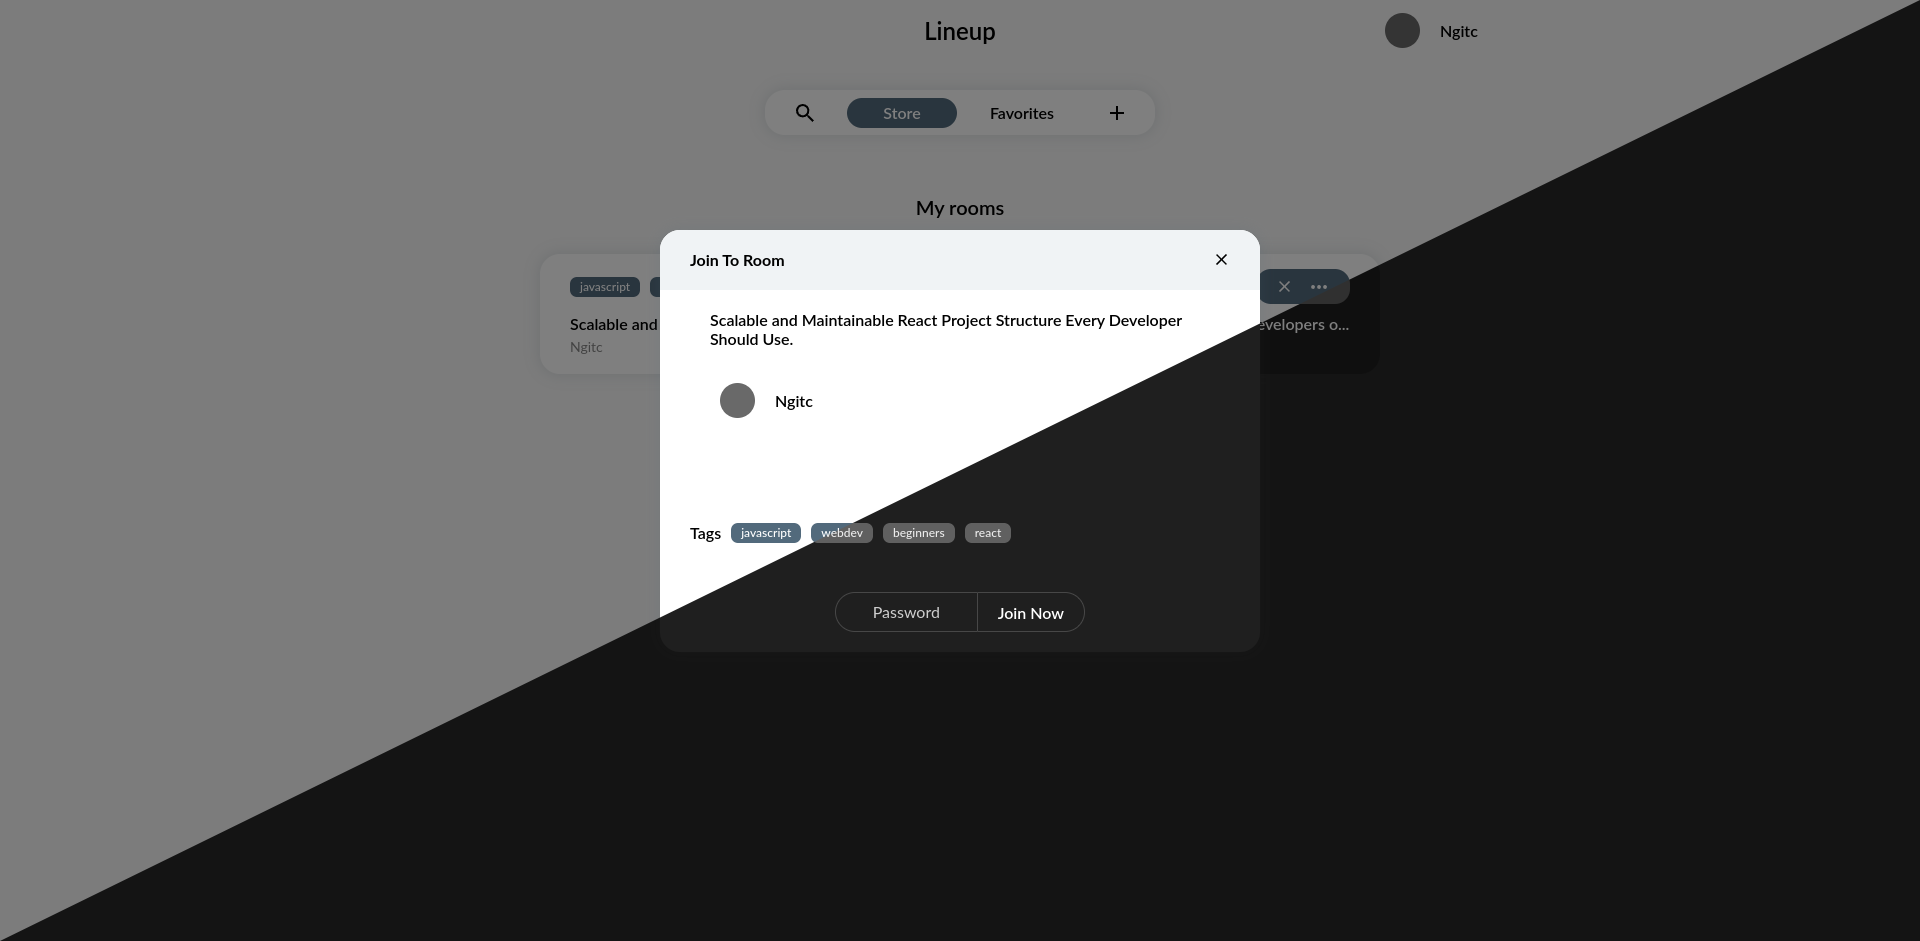 Lineup
Ngitc
Store
Favorites
My rooms
Join To Room
javascript
Scalable and
Ngitc
evelopers o...
Scalable and Maintainable React Project Structure Every Developer
Should Use.
Ngitc
Tags javascript webdev beginners react
Password Join Now